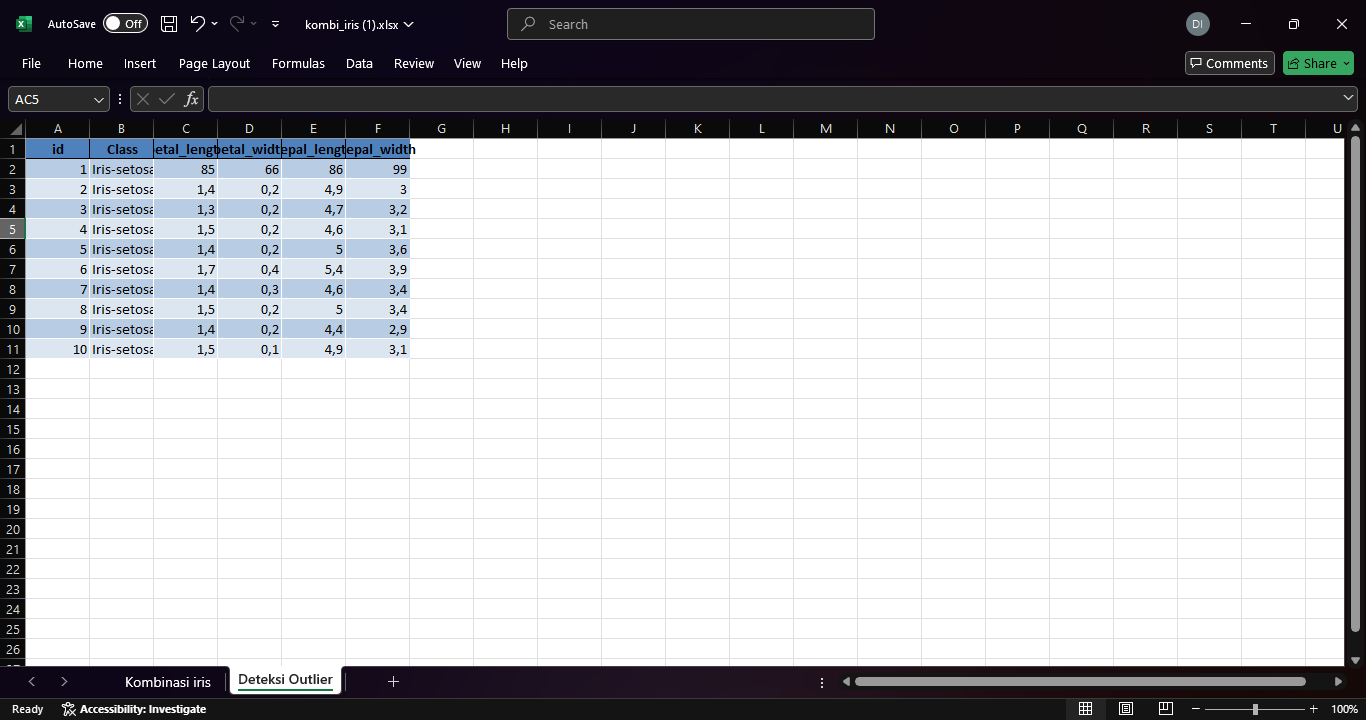 AutoSave Off kombi_iris (1).xlsx Search DI
File Home Insert Page Layout Formulas Data Review View Help Comments Share
AC5 fx
A B C D E F G H I J K L M N O P Q R S T U
1 id Class etal_lengt petal_widt epal_lengt epal_width
2 1 Iris-setosa 85 66 86 99
3 2 Iris-setosa 1,4 0,2 4,9 3
4 3 Iris-setosa 1,3 0,2 4,7 3,2
5 4 Iris-setosa 1,5 0,2 4,6 3,1
6 5 Iris-setosa 1,4 0,2 5 3,6
7 6 Iris-setosa 1,7 0,4 5,4 3,9
8 7 Iris-setosa 1,4 0,3 4,6 3,4
9 8 Iris-setosa 1,5 0,2 5 3,4
10 9 Iris-setosa 1,4 0,2 4,4 2,9
11 10 Iris-setosa 1,5 0,1 4,9 3,1
12
13
14
15
16
17
18
19
20
21
22
23
24
25
26
Kombinasi iris Deteksi Outlier
Ready Accessibility: Investigate 100%